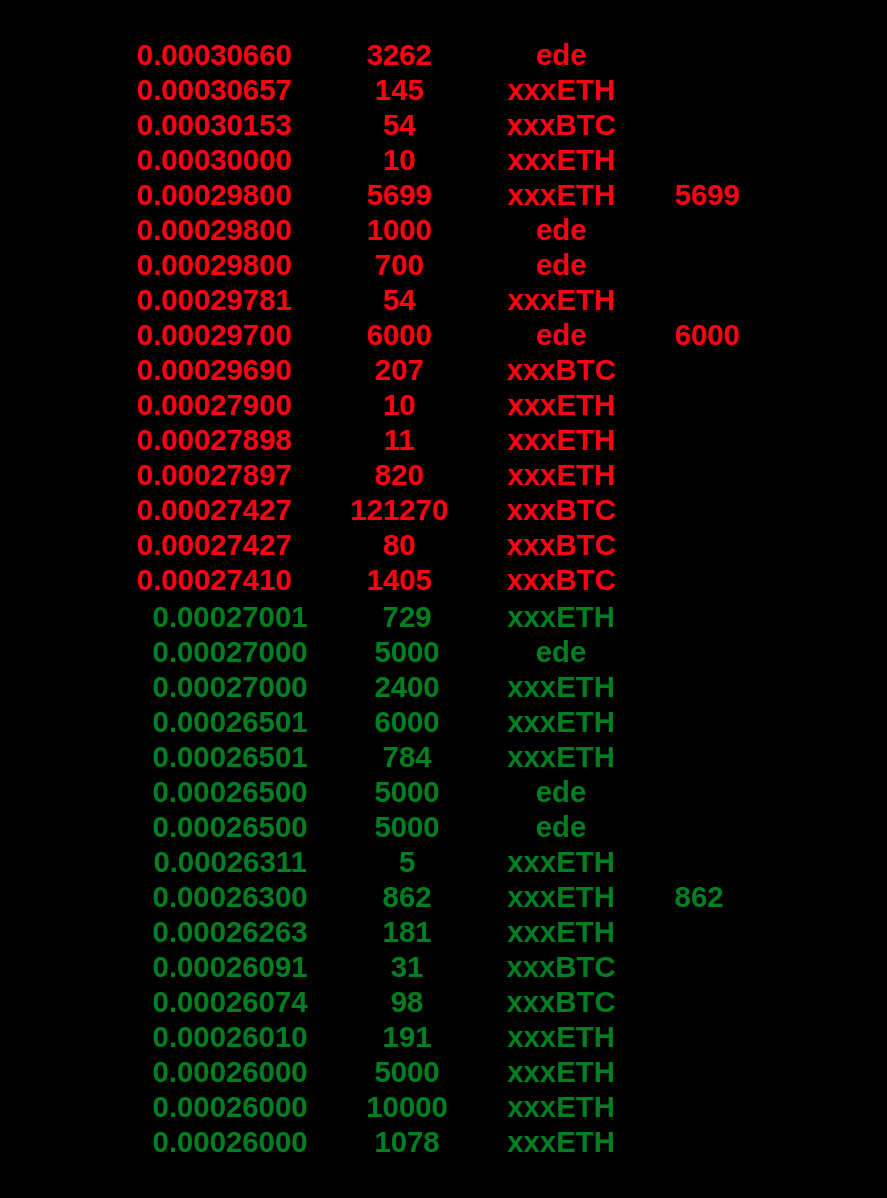 0.00030660 3262 ede
0.00030657 145 xxxETH
0.00030153 54 xxxBTC
0.00030000 10 xxxETH
0.00029800 5699 xxxETH 5699
0.00029800 1000 ede
0.00029800 700 ede
0.00029781 54 xxxETH
0.00029700 6000 ede 6000
0.00029690 207 xxxBTC
0.00027900 10 xxxETH
0.00027898 11 xxxETH
0.00027897 820 xxxETH
0.00027427 121270 xxxBTC
0.00027427 80 xxxBTC
0.00027410 1405 xxxBTC
0.00027001 729 xxxETH
0.00027000 5000 ede
0.00027000 2400 xxxETH
0.00026501 6000 xxxETH
0.00026501 784 xxxETH
0.00026500 5000 ede
0.00026500 5000 ede
0.00026311 5 xxxETH
0.00026300 862 xxxETH 862
0.00026263 181 xxxETH
0.00026091 31 xxxBTC
0.00026074 98 xxxBTC
0.00026010 191 xxxETH
0.00026000 5000 xxxETH
0.00026000 10000 xxxETH
0.00026000 1078 xxxETH